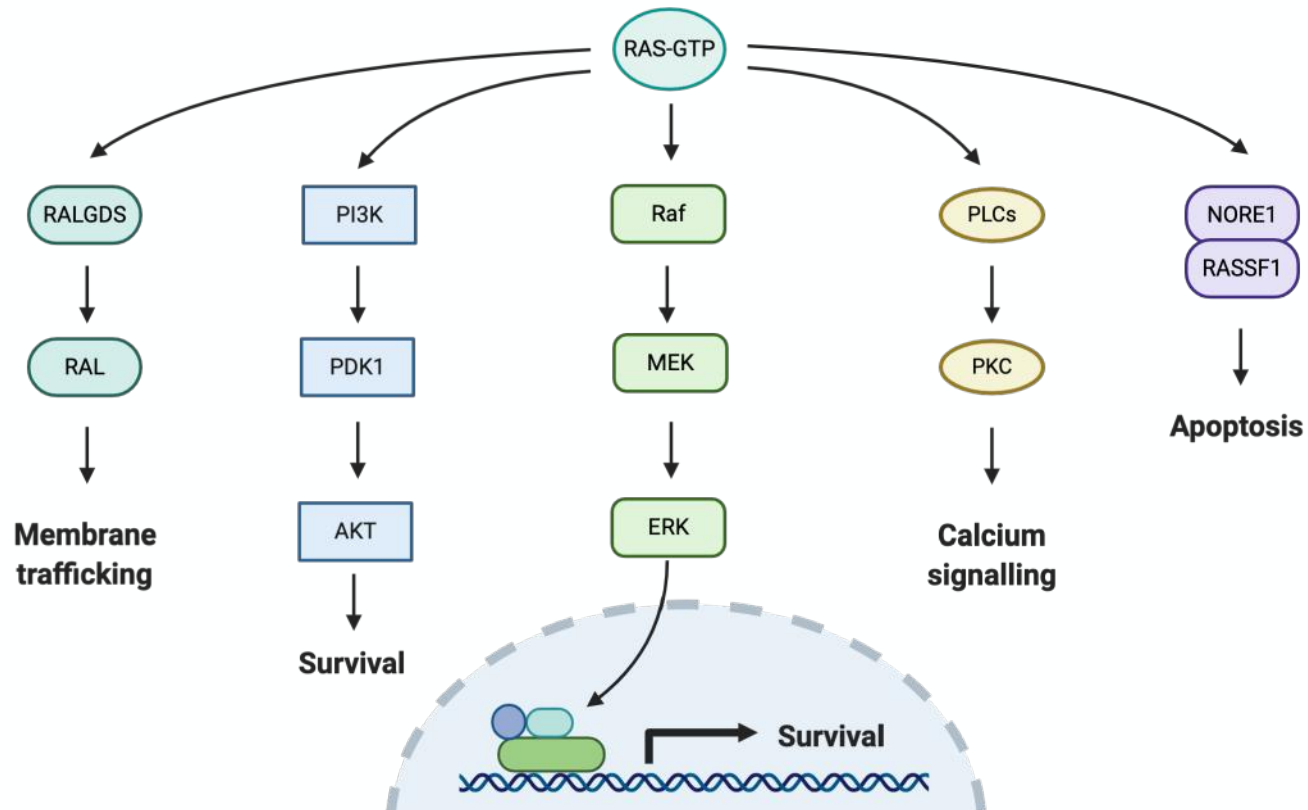 RAS-GTP
RALGDS
PI3K
Raf
PLCs
NORE1
RASSF1
RAL
PDK1
MEK
PKC
Apoptosis
Membrane
trafficking
AKT
ERK
Calcium
signalling
Survival
Survival